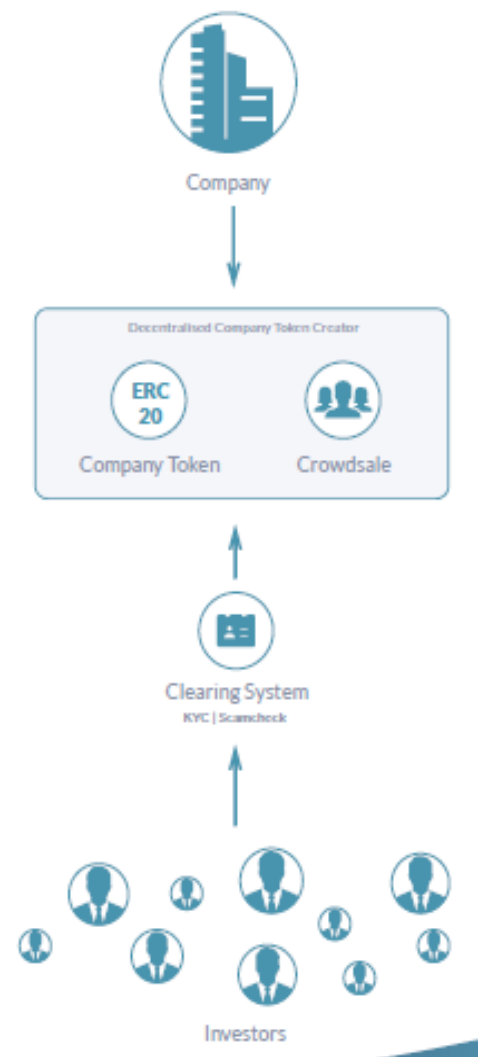 Company
Decentralised Company Token Creator
ERC
20
Company Token
Crowdsale
Clearing System
KYC | Scamcheck
Investors